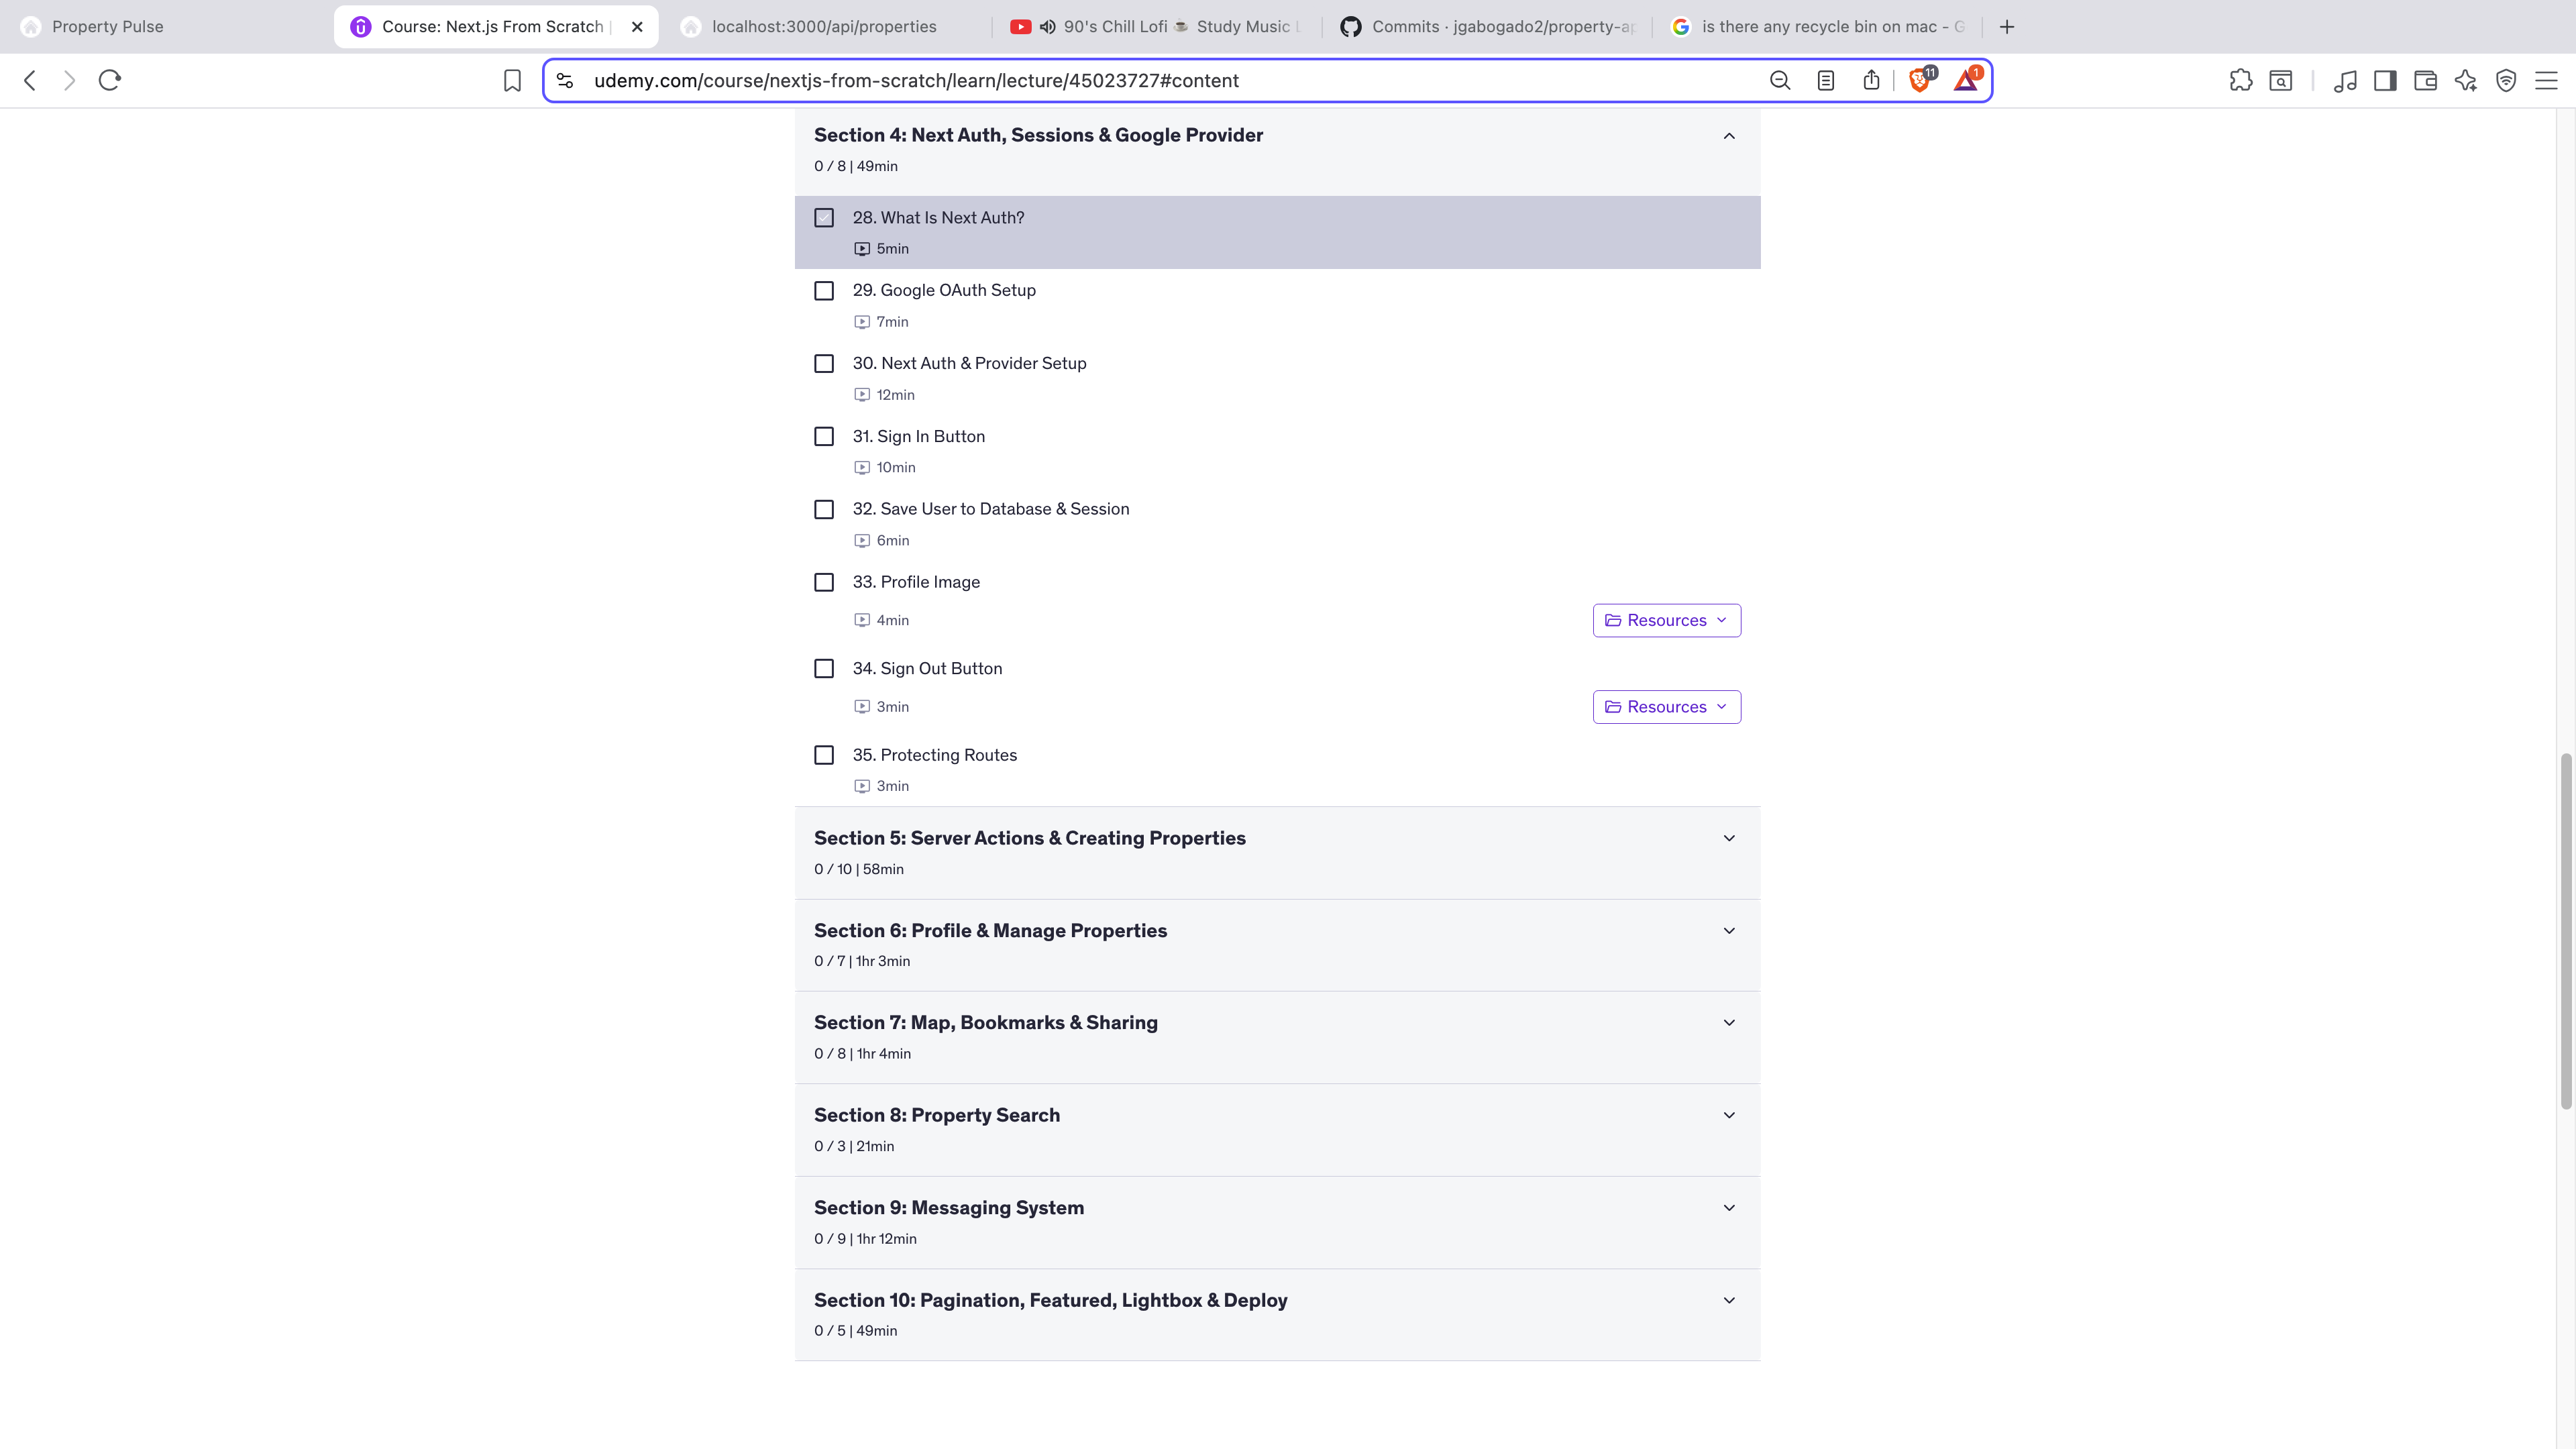 Property Pulse
Course: Next.js From Scratch |
localhost:3000/api/properties
90's Chill Lofi ☕ Study Music
Commits · jgabogado2/property-ap
is there any recycle bin on mac - G
udemy.com/course/nextjs-from-scratch/learn/lecture/45023727#content
11
1
Section 4: Next Auth, Sessions & Google Provider
0 / 8 | 49min
28. What Is Next Auth?
5min
29. Google OAuth Setup
7min
30. Next Auth & Provider Setup
12min
31. Sign In Button
10min
32. Save User to Database & Session
6min
33. Profile Image
4min
Resources
34. Sign Out Button
3min
Resources
35. Protecting Routes
3min
Section 5: Server Actions & Creating Properties
0 / 10 | 58min
Section 6: Profile & Manage Properties
0 / 7 | 1hr 3min
Section 7: Map, Bookmarks & Sharing
0 / 8 | 1hr 4min
Section 8: Property Search
0 / 3 | 21min
Section 9: Messaging System
0 / 9 | 1hr 12min
Section 10: Pagination, Featured, Lightbox & Deploy
0 / 5 | 49min